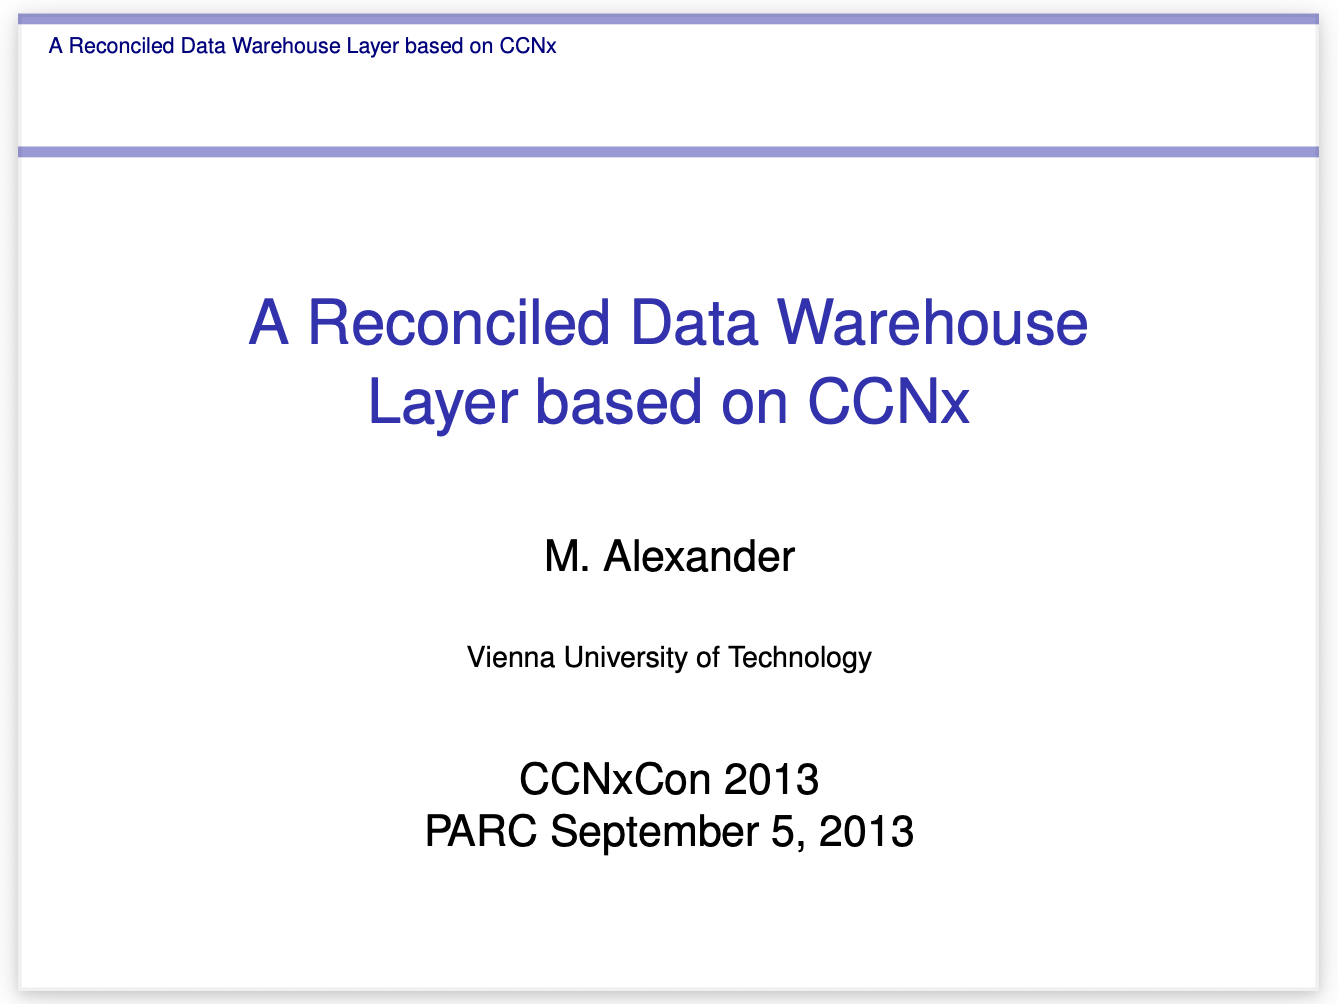 A Reconciled Data Warehouse Layer based on CCNx
A Reconciled Data Warehouse
Layer based on CCNx
M. Alexander
Vienna University of Technology
CCNxCon 2013
PARC September 5, 2013